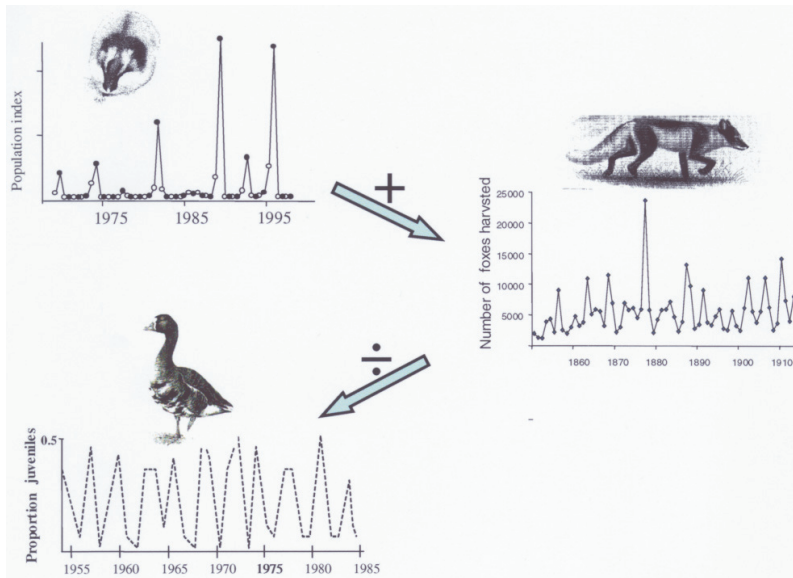 Population index
1975 1985 1995
+
Number of foxes harvsted
25000
20000
15000
10000
5000
1860 1870 1880 1890 1900 1910
÷
Proportion juveniles
0.5
1955 1960 1965 1970 1975 1980 1985